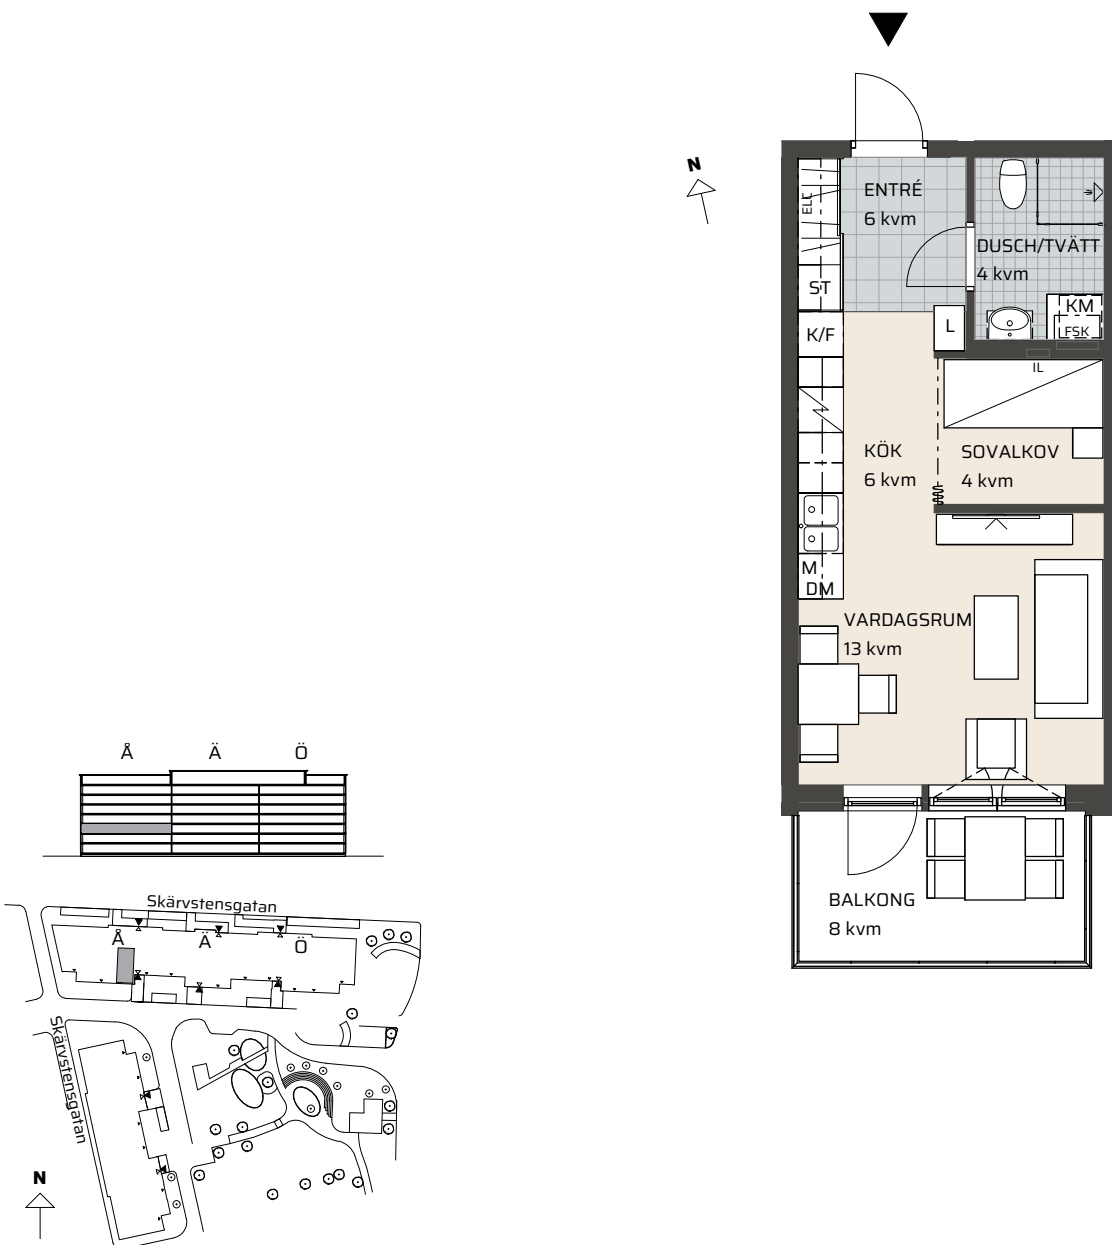 N
ENTRÉ
6 kvm
ELC
DUSCH/TVÄTT
4 kvm
ST
KM
FSK
K/F
L
IL
KÖK
6 kvm
SOVALKOV
4 kvm
M
DM
VARDAGSRUM
13 kvm
BALKONG
8 kvm
Å Ä Ö
Skärvstensgatan
Å Ä Ö
Skärvstensgatan
N